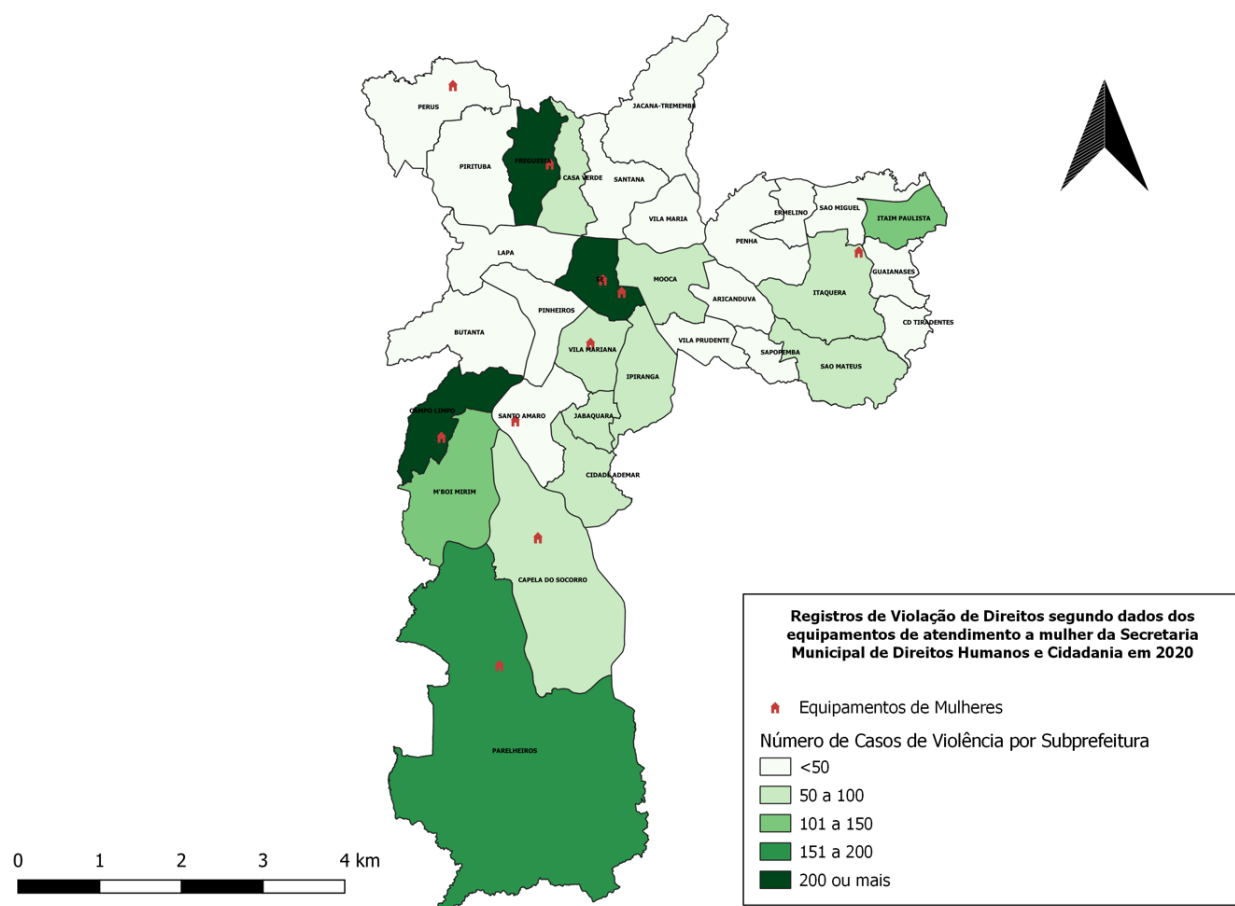 JACANA-TREMEMBE
PERUS
PIRITUBA
FREGUESIA
CASA VERDE
SANTANA
VILA MARIA
ERMELINO
SAO MIGUEL
ITAIM PAULISTA
PENHA
LAPA
MOOCA
GUAIANASES
ITAQUERA
PINHEIROS
ARICANDUVA
BUTANTA
CD TIRADENTES
VILA PRUDENTE
VILA MARIANA
SAPOPEMBA
SAO MATEUS
IPIRANGA
CAMPO LIMPO
SANTO AMARO
JABAQUARA
CIDADE ADEMAR
M'BOI MIRIM
CAPELA DO SOCORRO
PARELHEIROS
Registros de Violação de Direitos segundo dados dos
equipamentos de atendimento a mulher da Secretaria
Municipal de Direitos Humanos e Cidadania em 2020
Equipamentos de Mulheres
Número de Casos de Violência por Subprefeitura
<50
50 a 100
101 a 150
151 a 200
200 ou mais
0 1 2 3 4 km